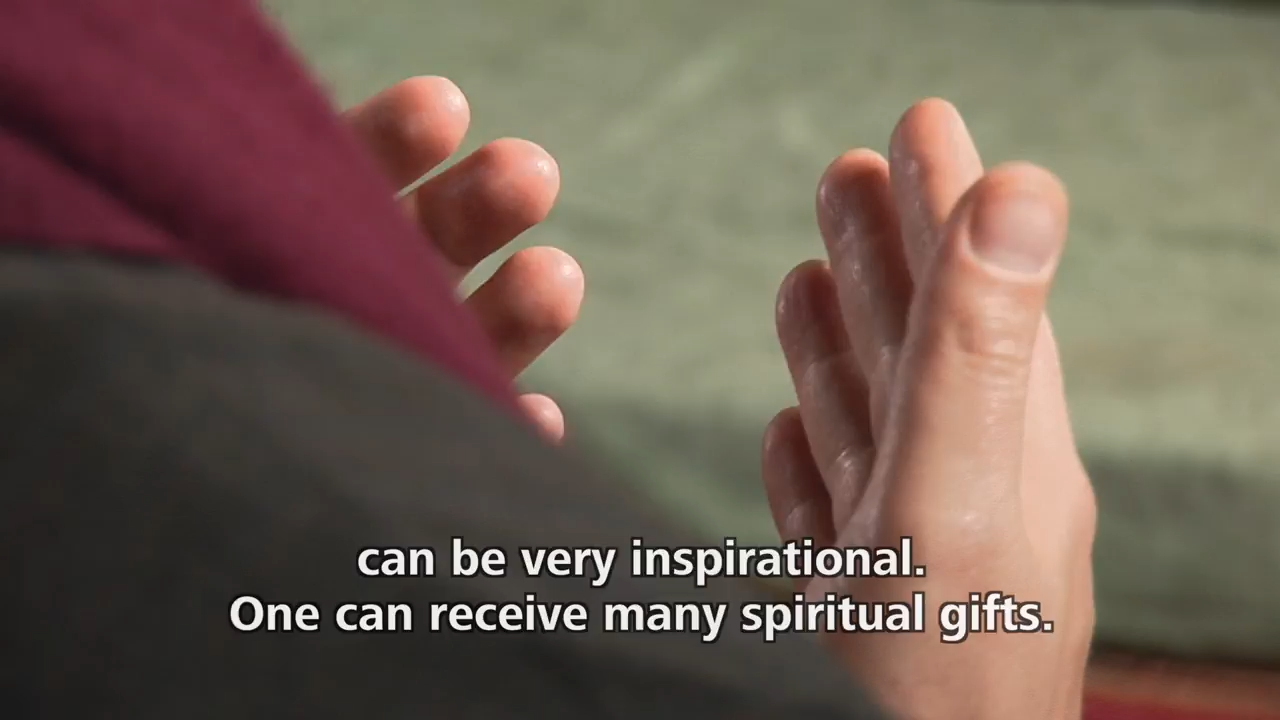 can be very inspirational.
One can receive many spiritual gifts.